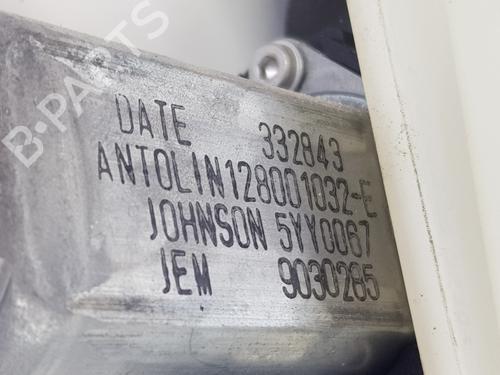 B-PARTS
DATE 332843
ANTOLIN128001032-E
JOHNSON 5YY0067
JEM 9030285